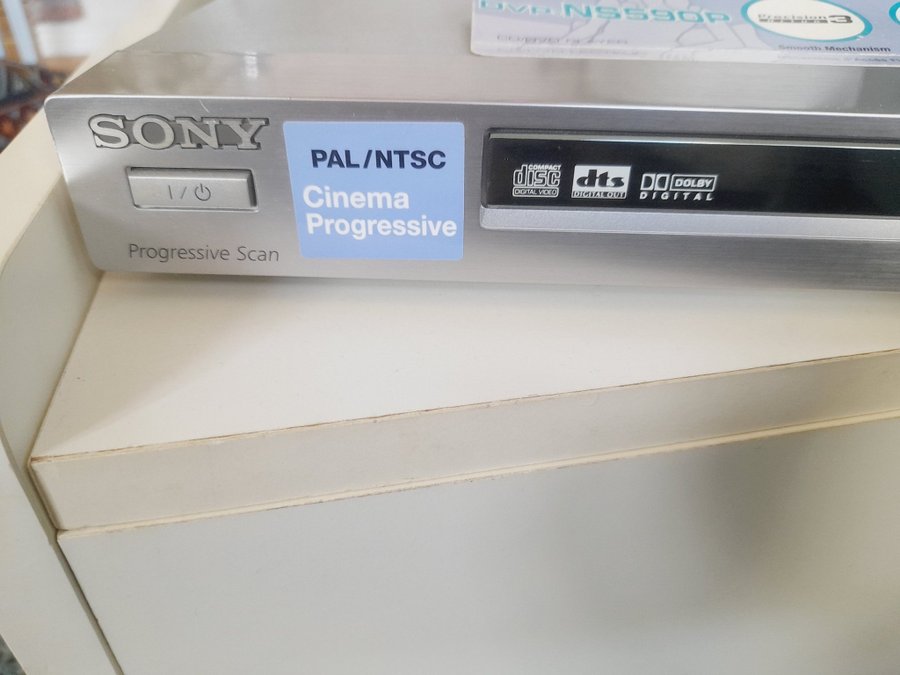 DVP NS590P
Precision
3
Smooth Mechanism
SONY
I /
Progressive Scan
PAL/NTSC
Cinema
Progressive
COMPACT
disc
DIGITAL VIDEO
dts
DIGITAL OUT
DOLBY
DIGITAL